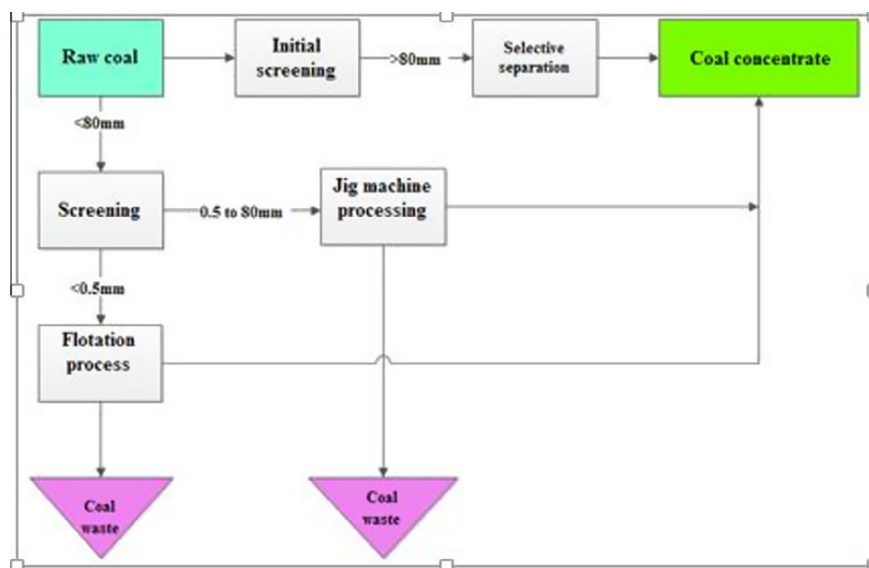 Raw coal
Initial
screening
>80mm
Selective
separation
Coal concentrate
<80mm
Screening
0.5 to 80mm
Jig machine
processing
<0.5mm
Flotation
process
Coal
waste
Coal
waste